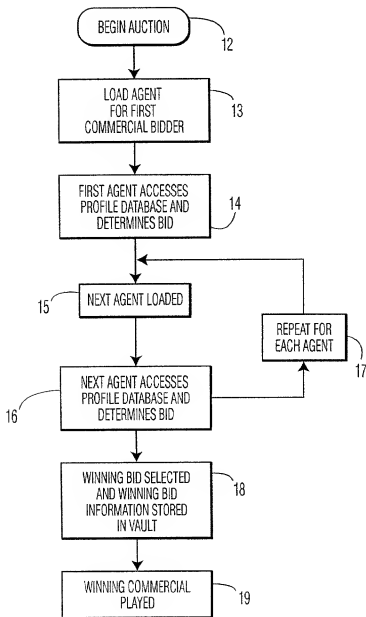 BEGIN AUCTION
12
LOAD AGENT
FOR FIRST
COMMERCIAL BIDDER
13
FIRST AGENT ACCESSES
PROFILE DATABASE AND
DETERMINES BID
14
15
NEXT AGENT LOADED
REPEAT FOR
EACH AGENT
17
NEXT AGENT ACCESSES
PROFILE DATABASE AND
DETERMINES BID
16
WINNING BID SELECTED
AND WINNING BID
INFORMATION STORED
IN VAULT
18
WINNING COMMERCIAL
PLAYED
19